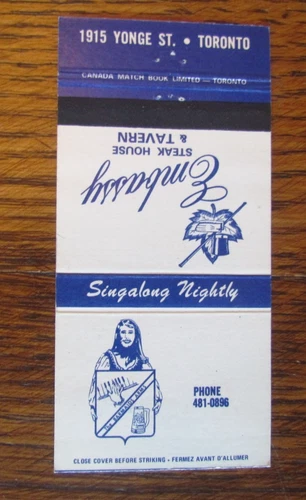 1915 YONGE ST. • TORONTO
CANADA MATCH BOOK LIMITED — TORONTO
Embassy
STEAK HOUSE
& TAVERN
Singalong Nightly
PHONE
481-0896
CLOSE COVER BEFORE STRIKING • FERMEZ AVANT D'ALLUMER